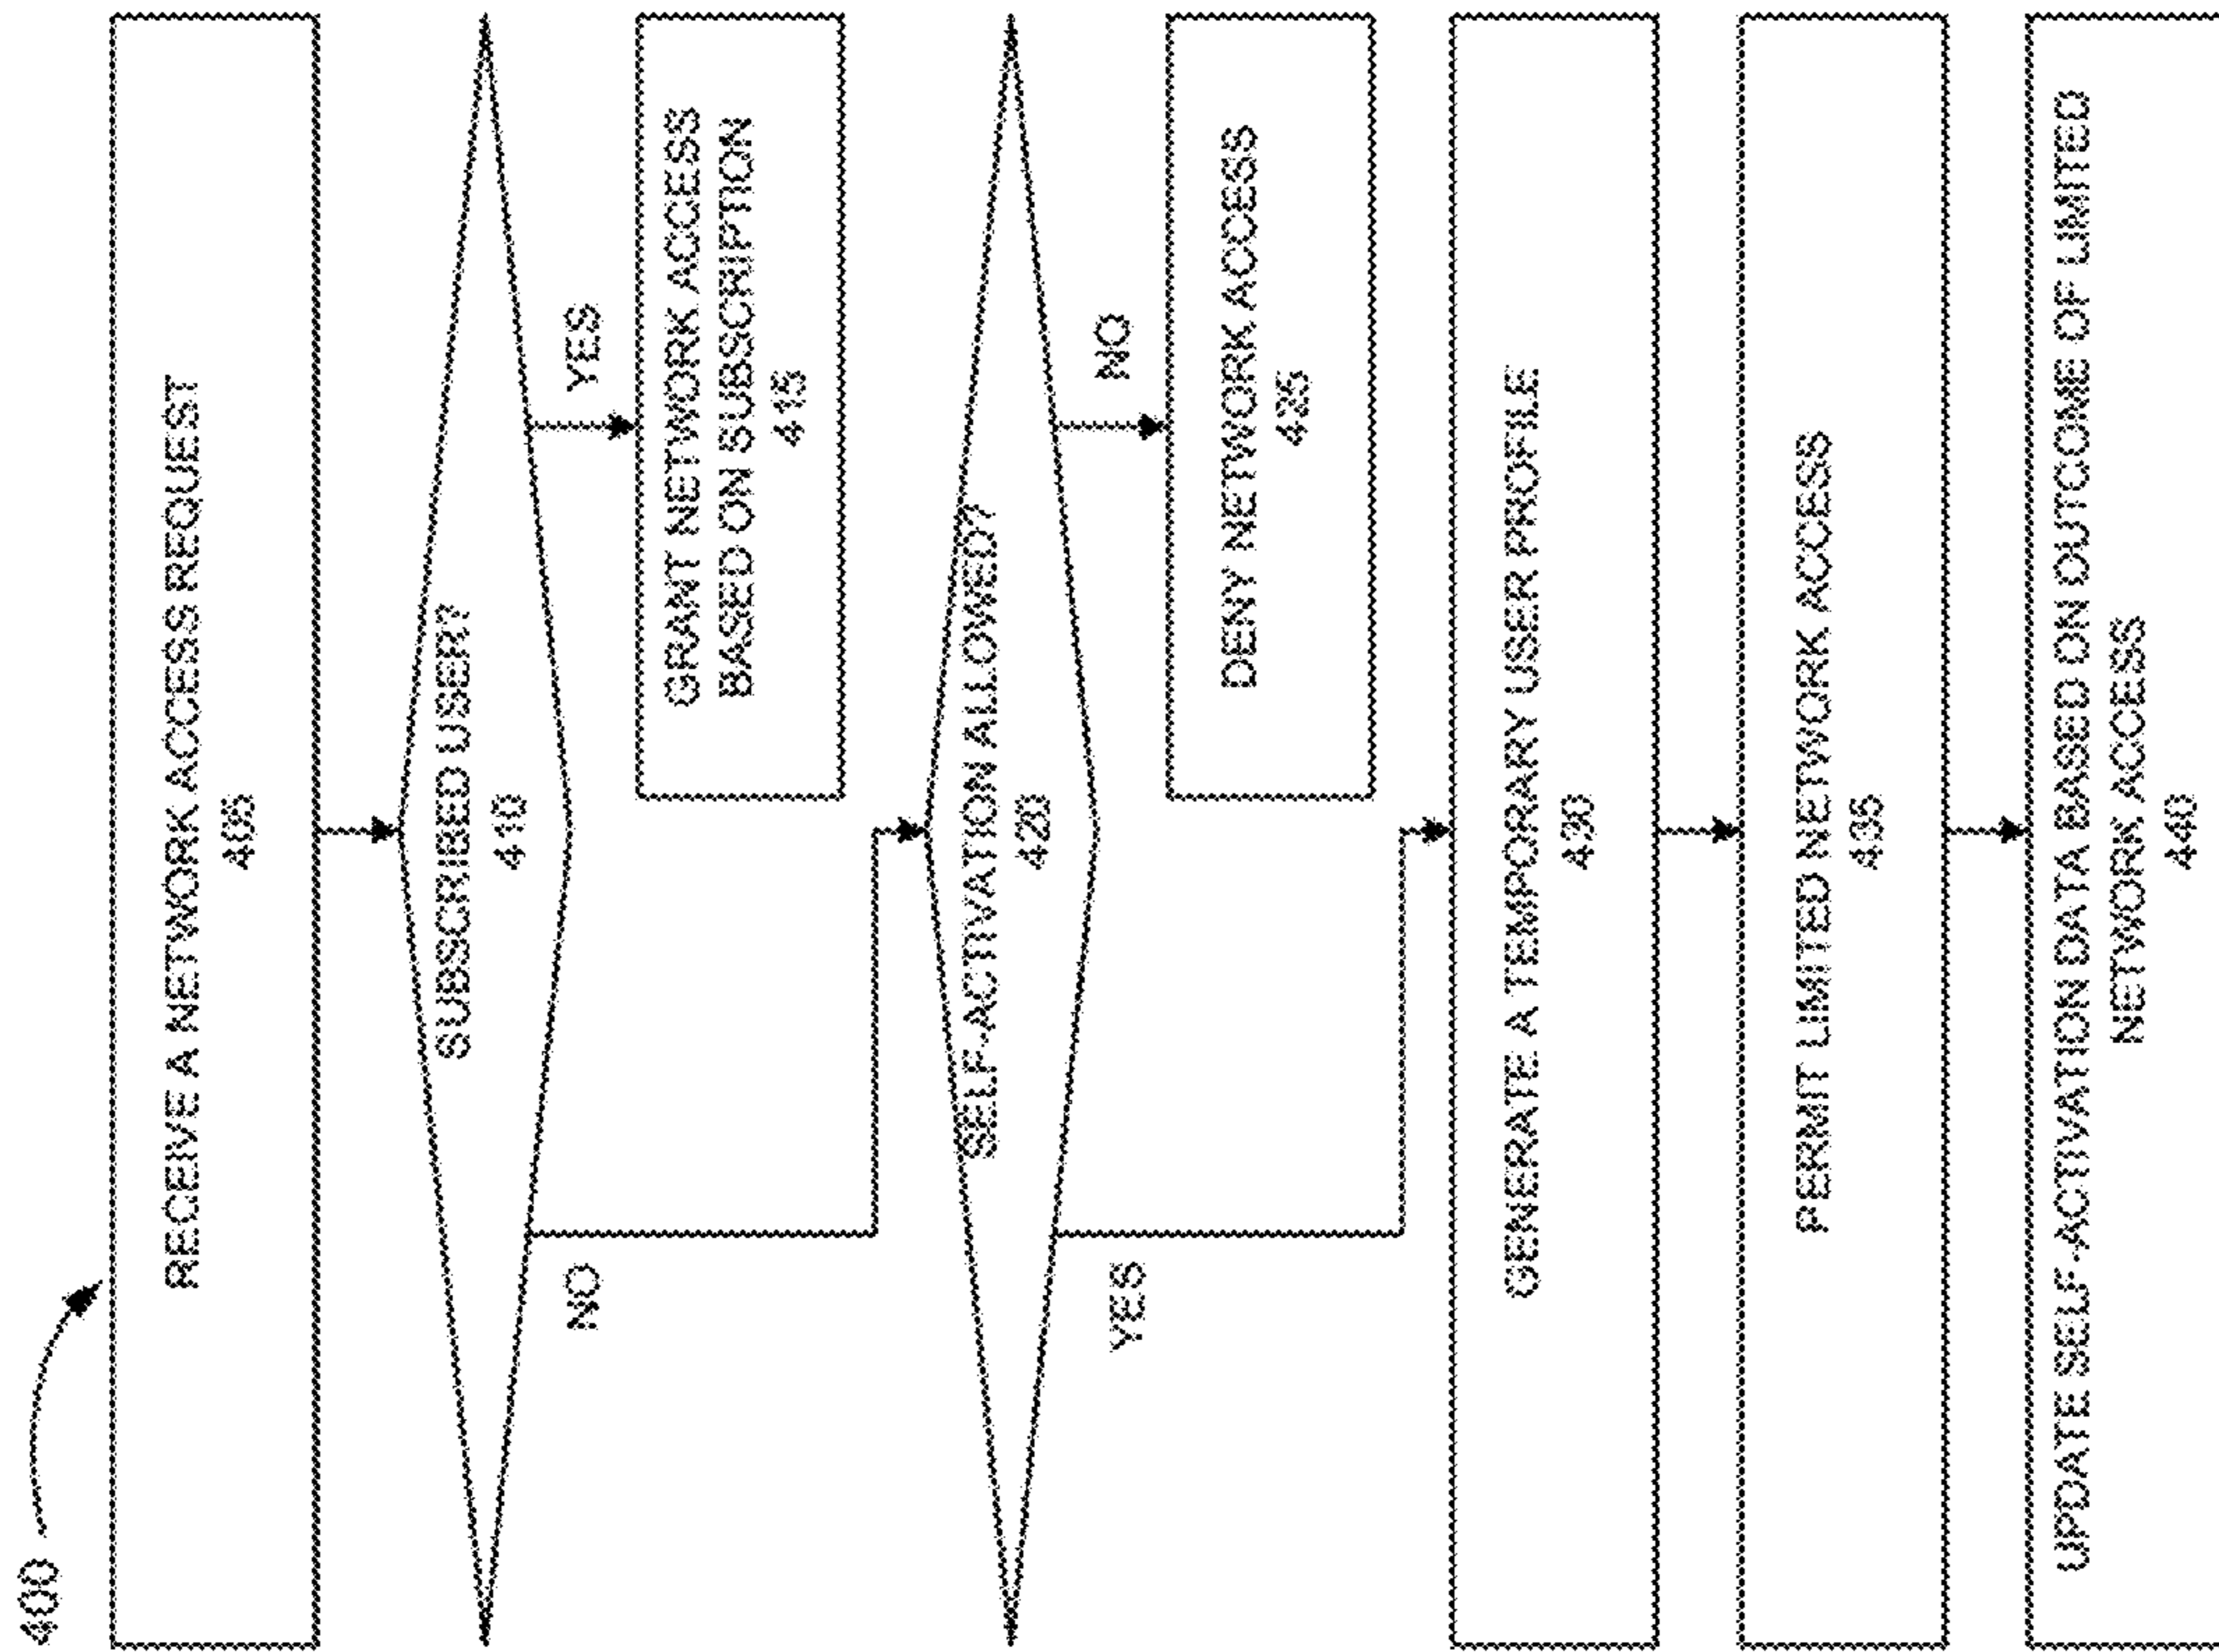 400
RECEIVE A NETWORK ACCESS REQUEST
405
SUBSCRIBED USER?
410
YES
NO
GRANT NETWORK ACCESS
BASED ON SUBSCRIPTION
415
SELF-ACTIVATION ALLOWED?
420
NO
YES
DENY NETWORK ACCESS
425
GENERATE A TEMPORARY USER PROFILE
430
PERMIT LIMITED NETWORK ACCESS
435
UPDATE SELF-ACTIVATION DATA BASED ON OUTCOME OF LIMITED
NETWORK ACCESS
440